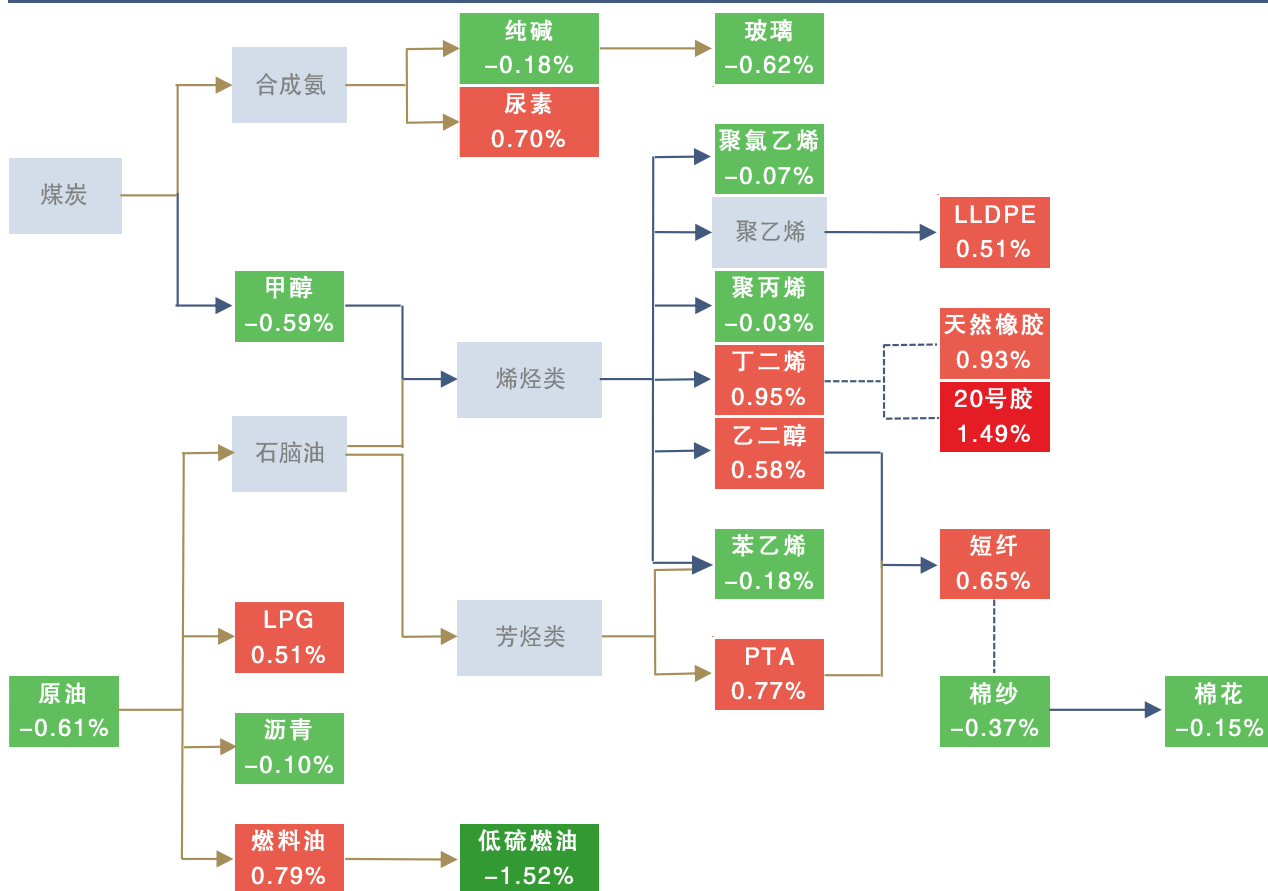 纯碱
-0.18%
玻璃
-0.62%
合成氨
尿素
0.70%
聚氯乙烯
-0.07%
煤炭
聚乙烯
LLDPE
0.51%
甲醇
-0.59%
聚丙烯
-0.03%
天然橡胶
0.93%
烯烃类
丁二烯
0.95%
20号胶
1.49%
石脑油
乙二醇
0.58%
苯乙烯
-0.18%
短纤
0.65%
LPG
0.51%
芳烃类
PTA
0.77%
原油
-0.61%
棉纱
-0.37%
棉花
-0.15%
沥青
-0.10%
燃料油
0.79%
低硫燃油
-1.52%